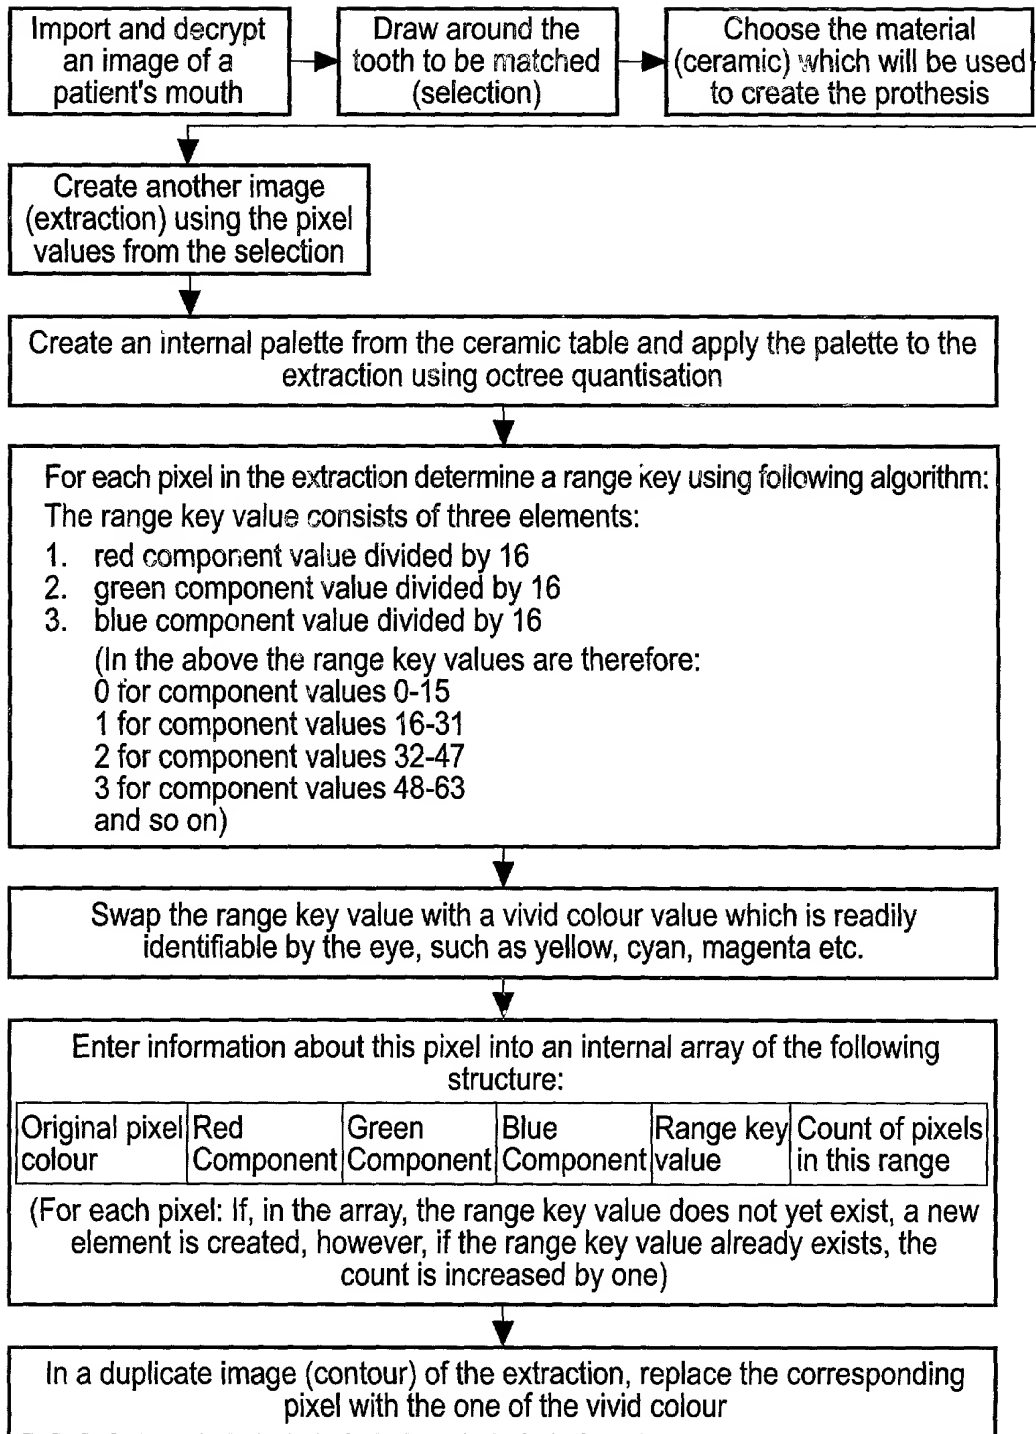 Import and decrypt
an image of a
patient's mouth
Draw around the
tooth to be matched
(selection)
Choose the material
(ceramic) which will be used
to create the prothesis
Create another image
(extraction) using the pixel
values from the selection
Create an internal palette from the ceramic table and apply the palette to the
extraction using octree quantisation
For each pixel in the extraction determine a range key using following algorithm:
The range key value consists of three elements:
1. red component value divided by 16
2. green component value divided by 16
3. blue component value divided by 16
(In the above the range key values are therefore:
0 for component values 0-15
1 for component values 16-31
2 for component values 32-47
3 for component values 48-63
and so on)
Swap the range key value with a vivid colour value which is readily
identifiable by the eye, such as yellow, cyan, magenta etc.
Enter information about this pixel into an internal array of the following
structure:
Original pixel
colour
Red
Component
Green
Component
Blue
Component
Range key
value
Count of pixels
in this range
(For each pixel: If, in the array, the range key value does not yet exist, a new
element is created, however, if the range key value already exists, the
count is increased by one)
In a duplicate image (contour) of the extraction, replace the corresponding
pixel with the one of the vivid colour